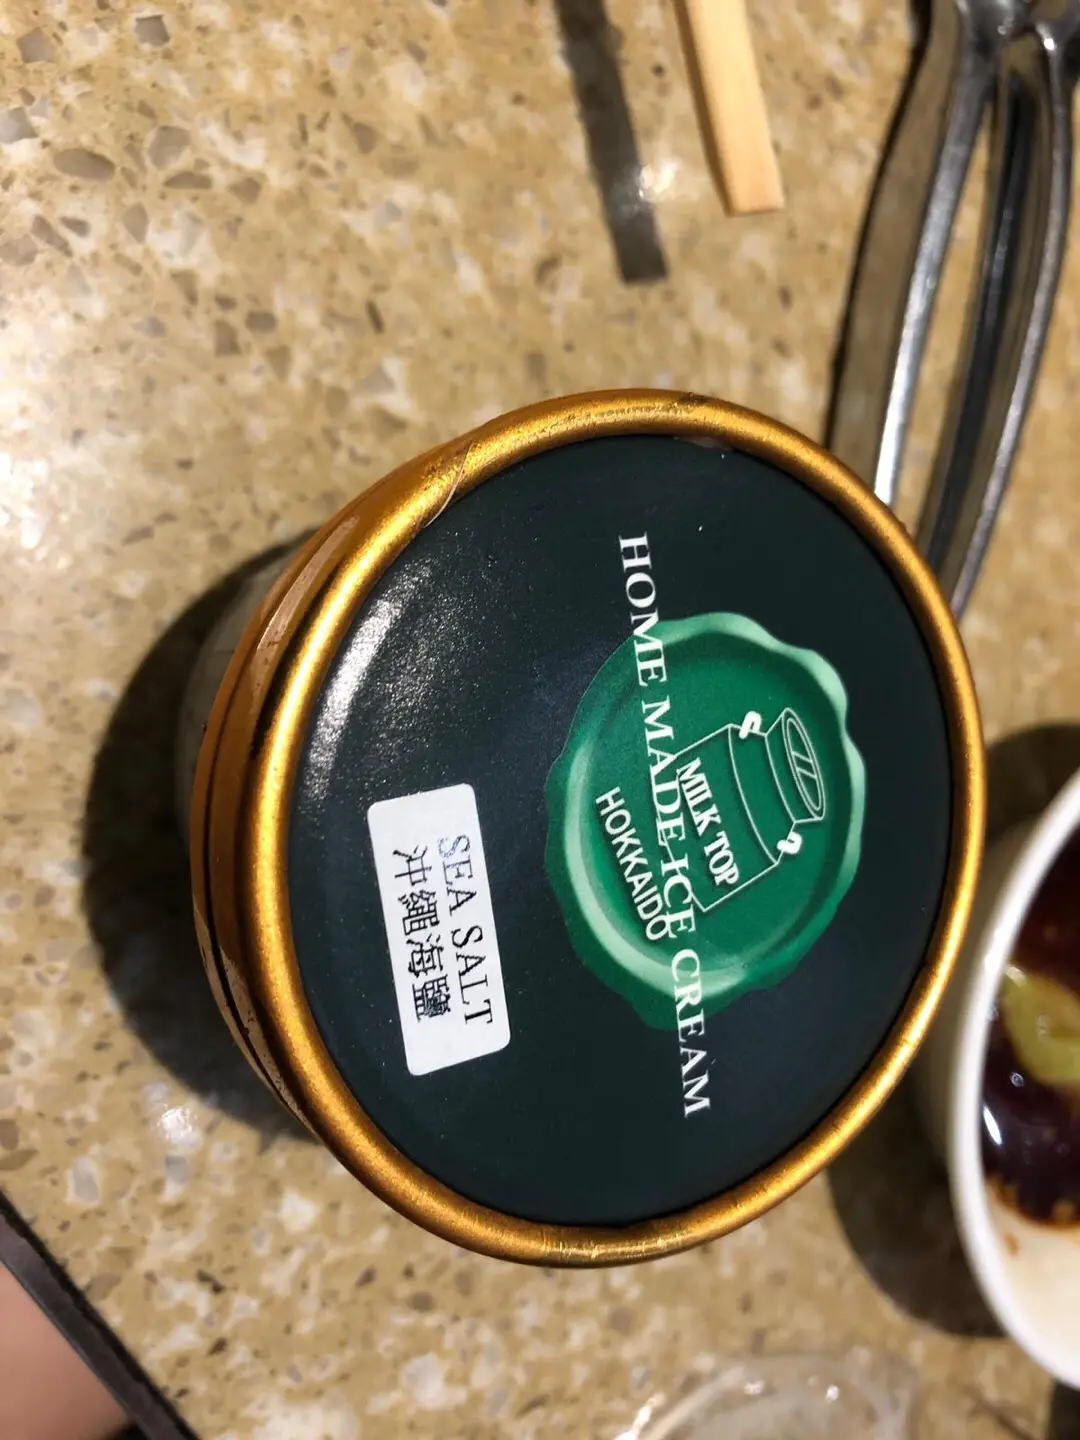 HOME MADE ICE CREAM
MILK TOP
HOKKAIDO
SEA SALT
沖繩海鹽